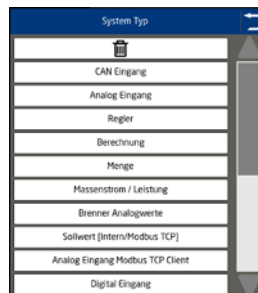 System Typ
CAN Eingang
Analog Eingang
Regler
Berechnung
Menge
Massenstrom / Leistung
Brenner Analogwerte
Sollwert [Intern/Modbus TCP]
Analog Eingang Modbus TCP Client
Digital Eingang